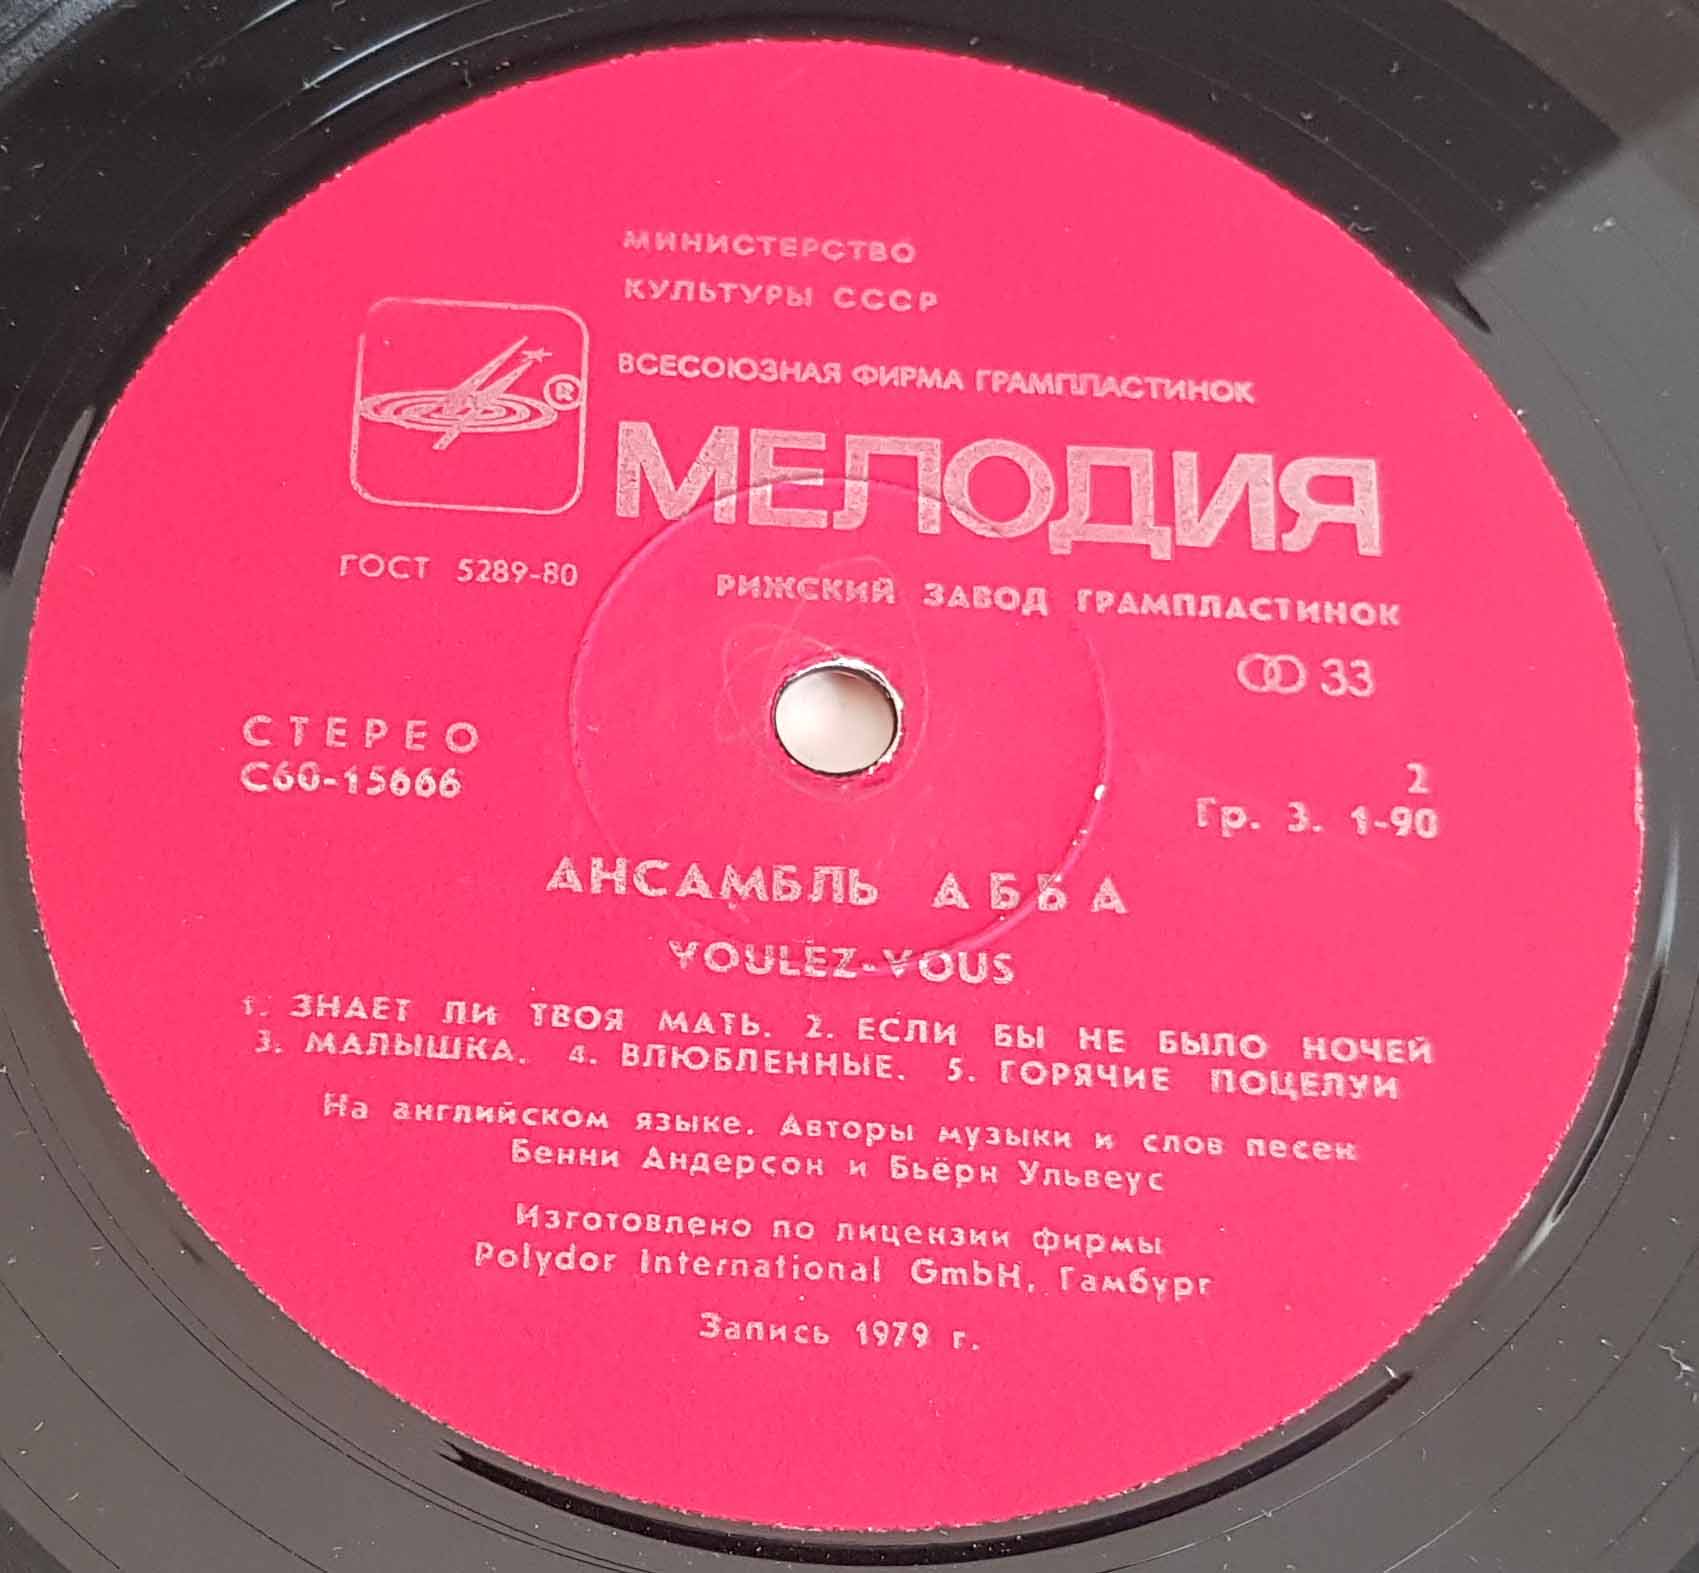 МИНИСТЕРСТВО
КУЛЬТУРЫ СССР
ВСЕСОЮЗНАЯ ФИРМА ГРАМПЛАСТИНОК
®
МЕЛОДИЯ
ГОСТ 5289-80
РИЖСКИЙ ЗАВОД ГРАМПЛАСТИНОК
33
СТЕРЕО
С60-15666
2
Гр. 3. 1-90
АНСАМБЛЬ АББА
VOULEZ-VOUS
1. ЗНАЕТ ЛИ ТВОЯ МАТЬ. 2. ЕСЛИ БЫ НЕ БЫЛО НОЧЕЙ
3. МАЛЫШКА. 4. ВЛЮБЛЕННЫЕ. 5. ГОРЯЧИЕ ПОЦЕЛУИ
На английском языке. Авторы музыки и слов песен
Бенни Андерсон и Бьёрн Ульвеус
Изготовлено по лицензии фирмы
Polydor International GmbH, Гамбург
Запись 1979 г.